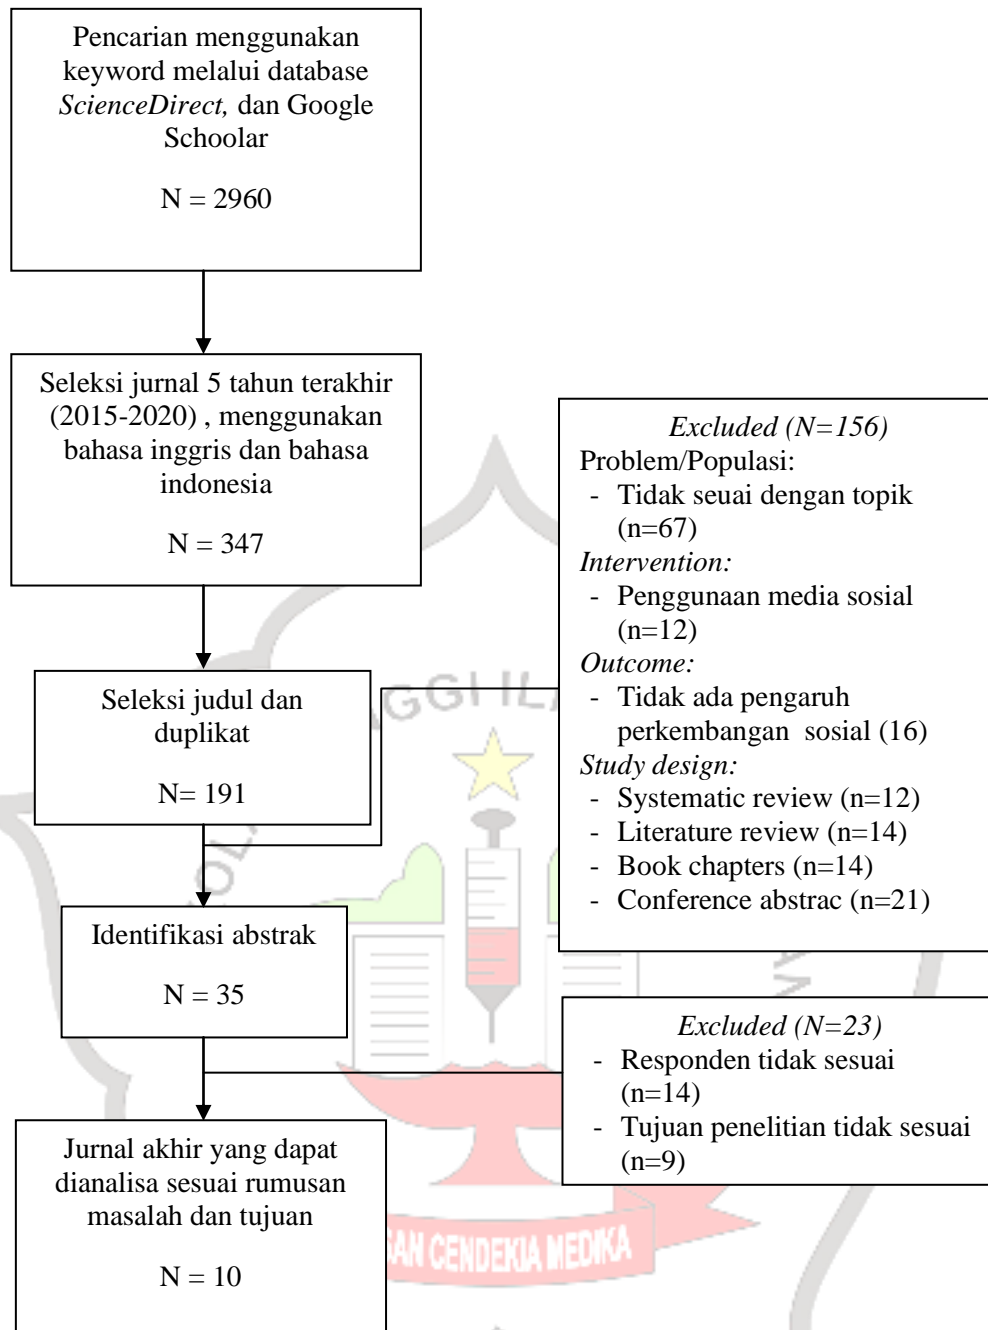 Pencarian menggunakan
keyword melalui database
ScienceDirect, dan Google
Schoolar
N = 2960
Seleksi jurnal 5 tahun terakhir
(2015-2020) , menggunakan
bahasa inggris dan bahasa
indonesia
N = 347
Excluded (N=156)
Problem/Populasi:
- Tidak seuai dengan topik
(n=67)
Intervention:
- Penggunaan media sosial
(n=12)
Outcome:
- Tidak ada pengaruh
perkembangan sosial (16)
Study design:
- Systematic review (n=12)
- Literature review (n=14)
- Book chapters (n=14)
- Conference abstrac (n=21)
Seleksi judul dan
duplikat
N= 191
Identifikasi abstrak
N = 35
Excluded (N=23)
- Responden tidak sesuai
(n=14)
- Tujuan penelitian tidak sesuai
(n=9)
Jurnal akhir yang dapat
dianalisa sesuai rumusan
masalah dan tujuan
N = 10
CENDEKIA MEDIKA